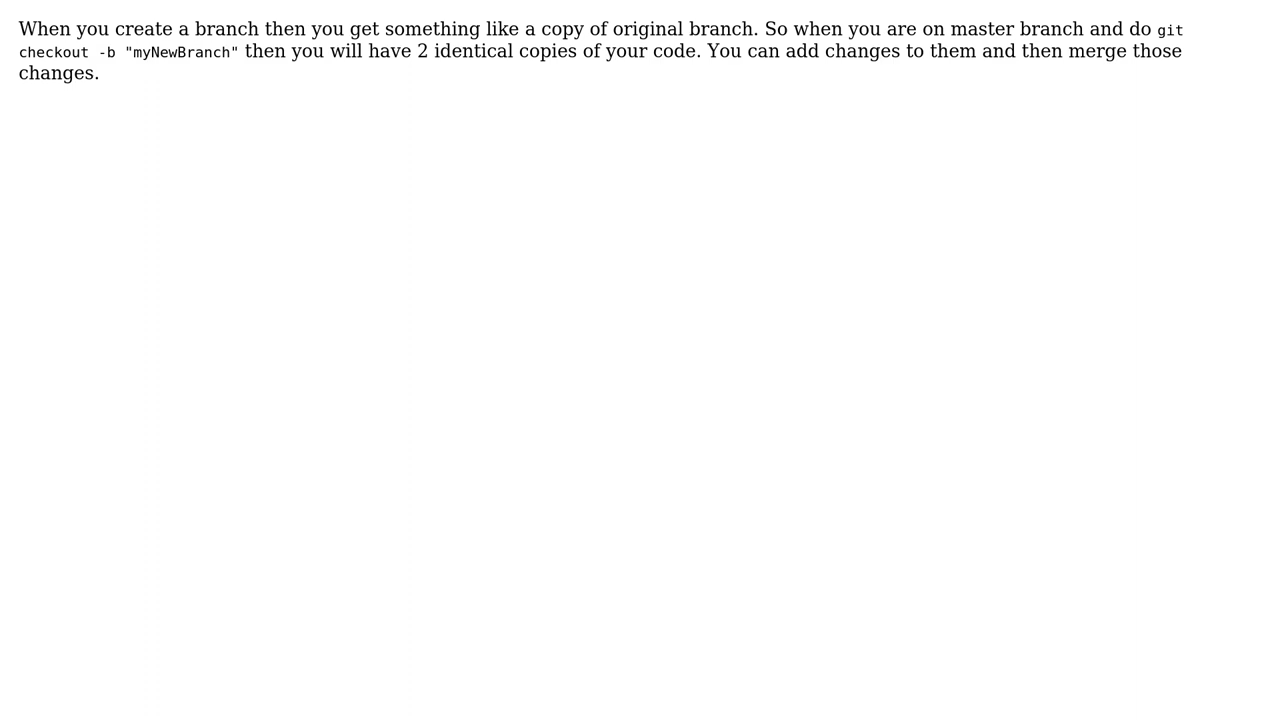 When you create a branch then you get something like a copy of original branch. So when you are on master branch and do git
checkout -b "myNewBranch" then you will have 2 identical copies of your code. You can add changes to them and then merge those
changes.